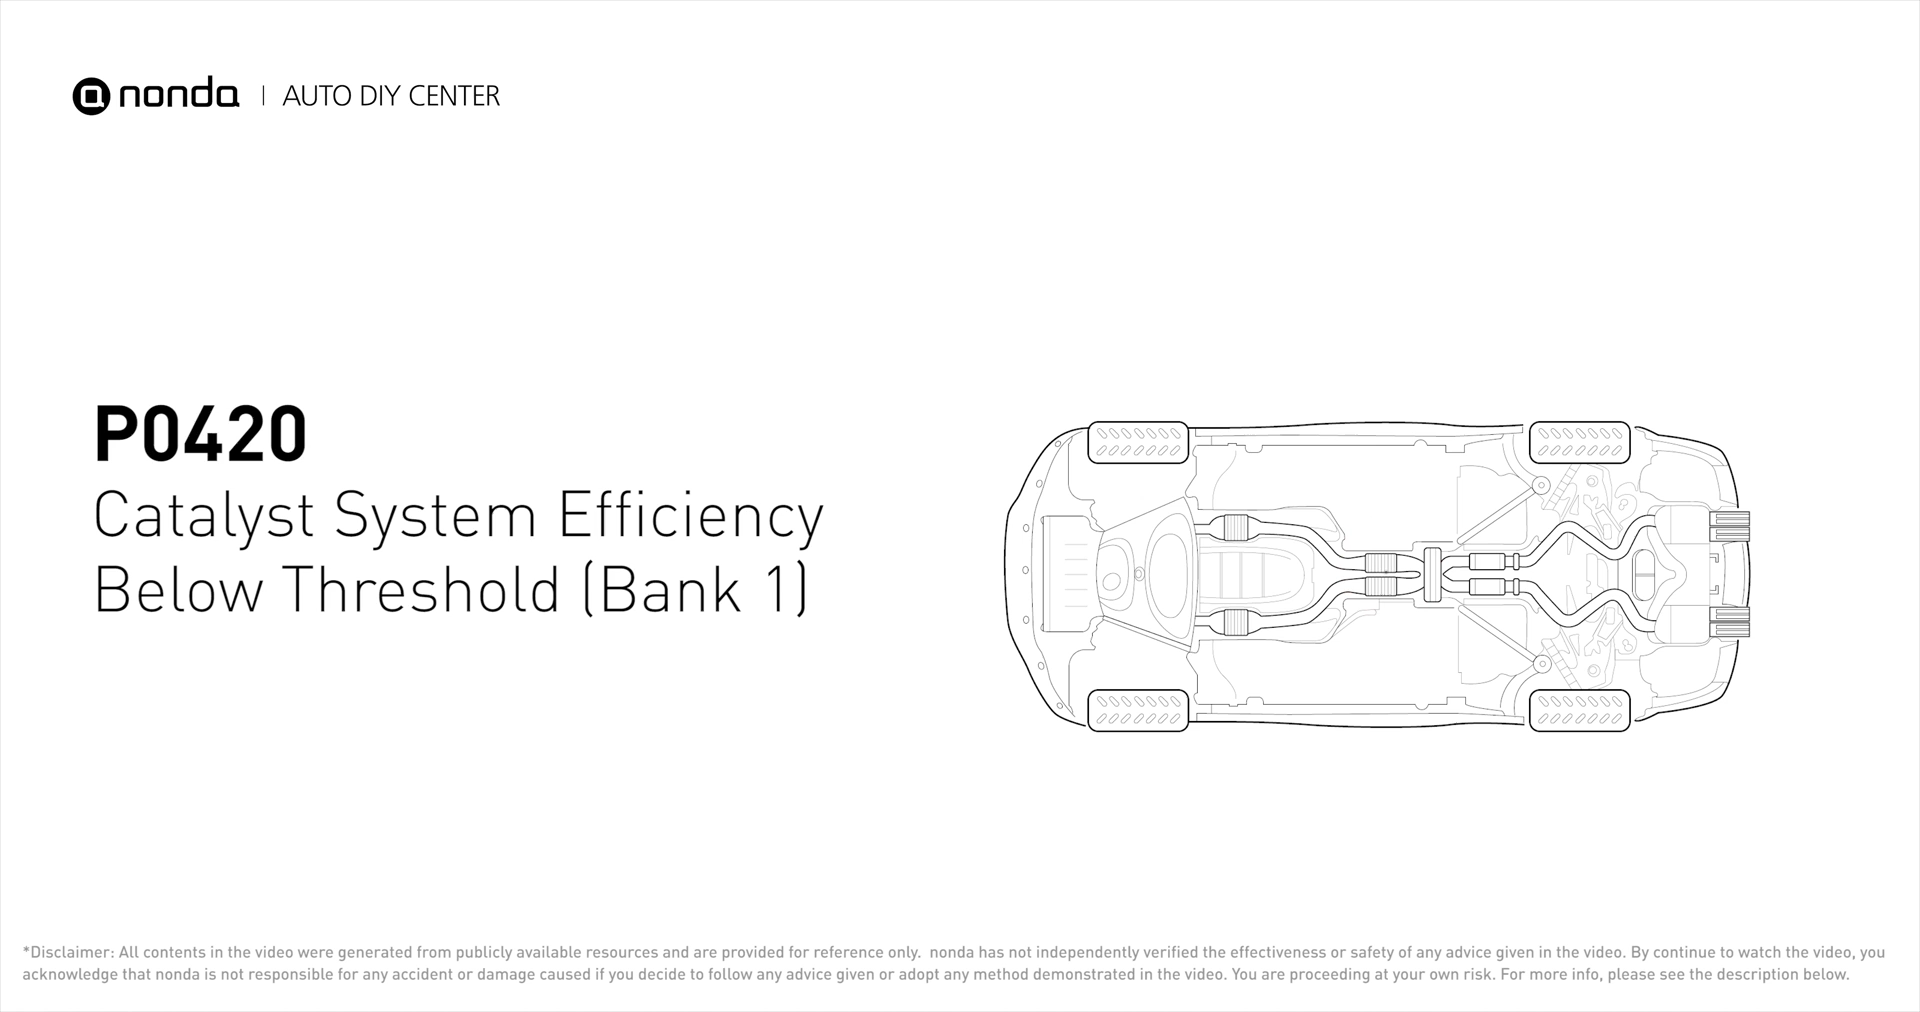 nonda | AUTO DIY CENTER
P0420
Catalyst System Efficiency
Below Threshold (Bank 1)
*Disclaimer: All contents in the video were generated from publicly available resources and are provided for reference only.  nonda has not independently verified the effectiveness or safety of any advice given in the video. By continue to watch the video, you
acknowledge that nonda is not responsible for any accident or damage caused if you decide to follow any advice given or adopt any method demonstrated in the video. You are proceeding at your own risk. For more info, please see the description below.